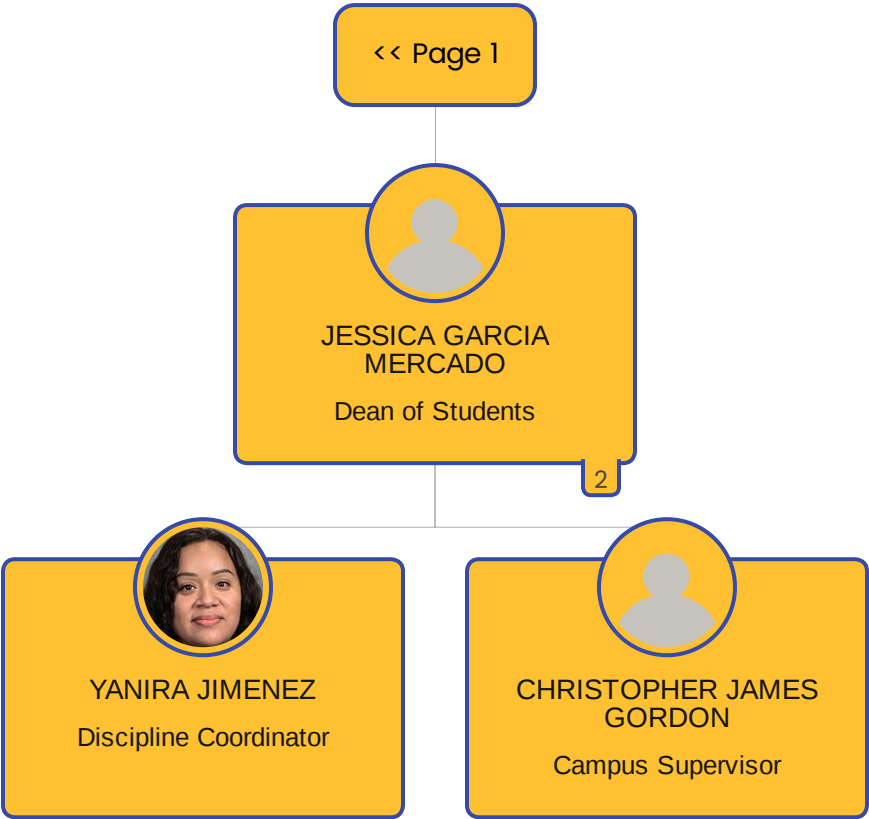 << Page 1
JESSICA GARCIA
MERCADO
Dean of Students
2
YANIRA JIMENEZ
Discipline Coordinator
CHRISTOPHER JAMES
GORDON
Campus Supervisor